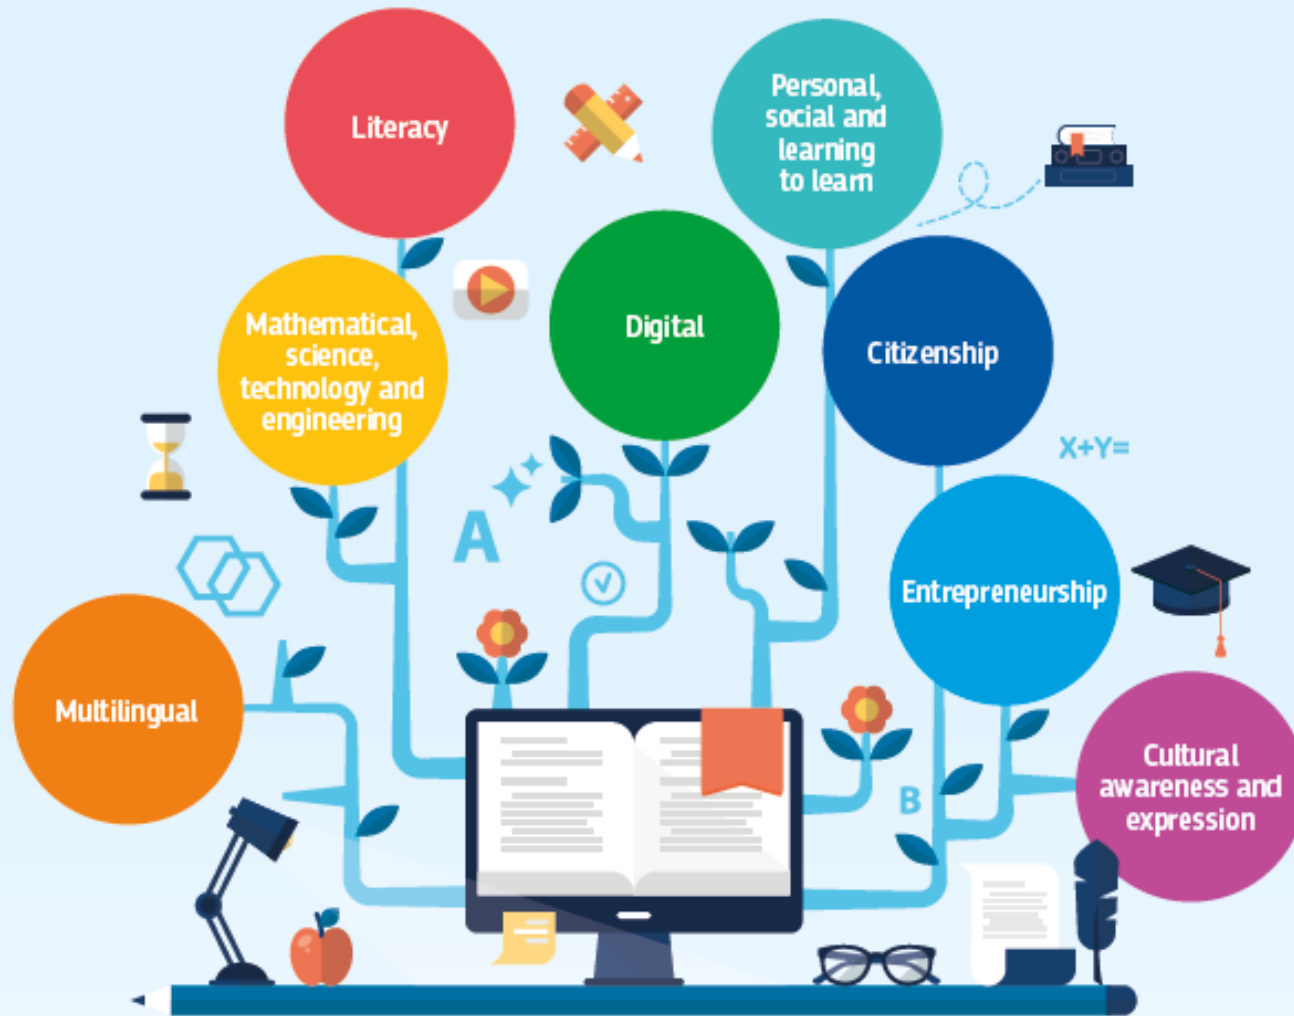 Literacy
Personal,
social and
learning
to learn
Mathematical,
science,
technology and
engineering
Digital
Citizenship
X+Y=
A
Entrepreneurship
Multilingual
Cultural
awareness and
expression
B